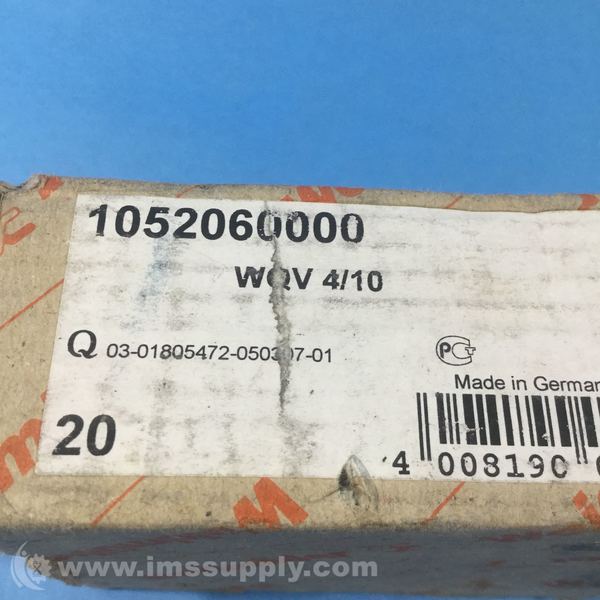 1052060000
WQV 4/10
Q 03-01805472-050307-01
Made in German
20
4 008190
www.imssupply.com